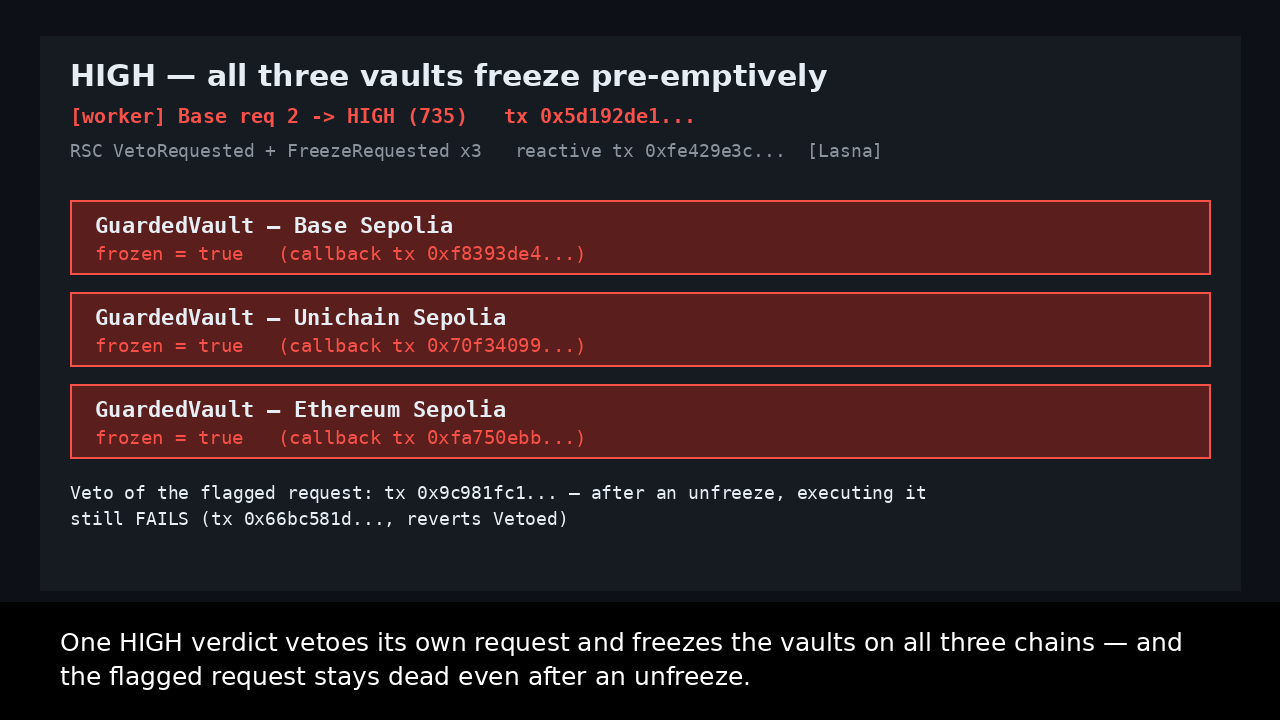 HIGH — all three vaults freeze pre-emptively
[worker] Base req 2 -> HIGH (735)   tx 0x5d192de1...
RSC VetoRequested + FreezeRequested x3   reactive tx 0xfe429e3c...  [Lasna]
GuardedVault — Base Sepolia
frozen = true   (callback tx 0xf8393de4...)
GuardedVault — Unichain Sepolia
frozen = true   (callback tx 0x70f34099...)
GuardedVault — Ethereum Sepolia
frozen = true   (callback tx 0xfa750ebb...)
Veto of the flagged request: tx 0x9c981fc1... — after an unfreeze, executing it
still FAILS (tx 0x66bc581d..., reverts Vetoed)
One HIGH verdict vetoes its own request and freezes the vaults on all three chains — and
the flagged request stays dead even after an unfreeze.